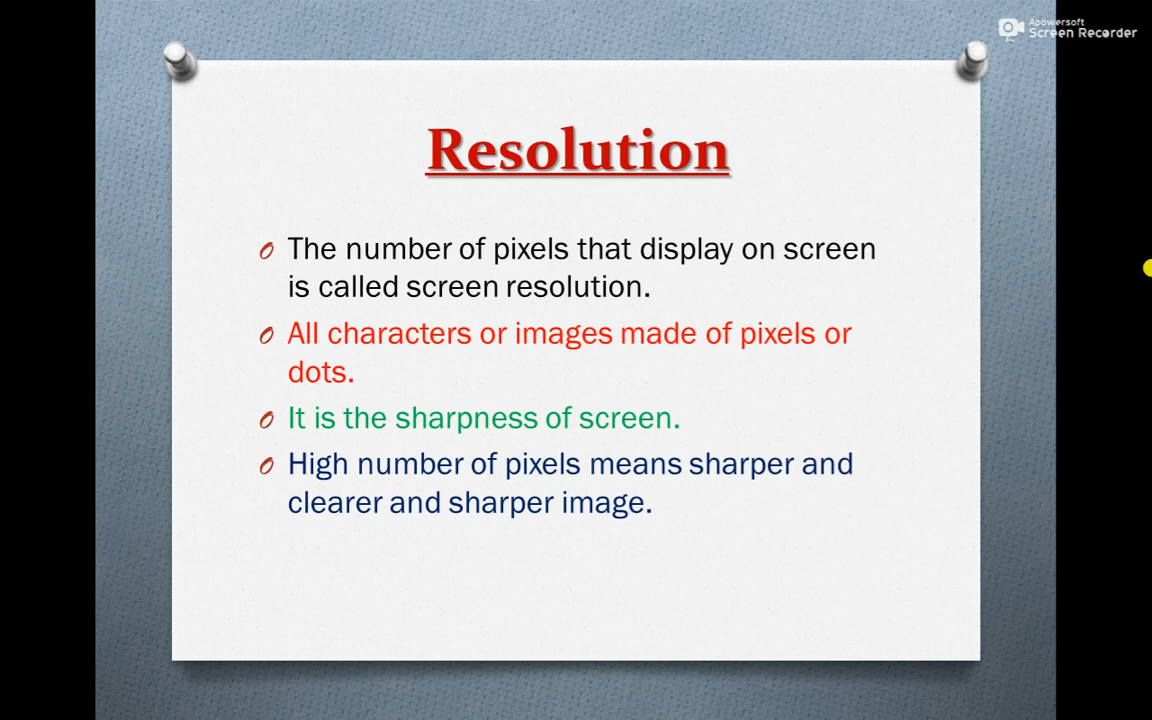 Apowersoft
Screen Recorder
Resolution
The number of pixels that display on screen
is called screen resolution.
All characters or images made of pixels or
dots.
It is the sharpness of screen.
High number of pixels means sharper and
clearer and sharper image.